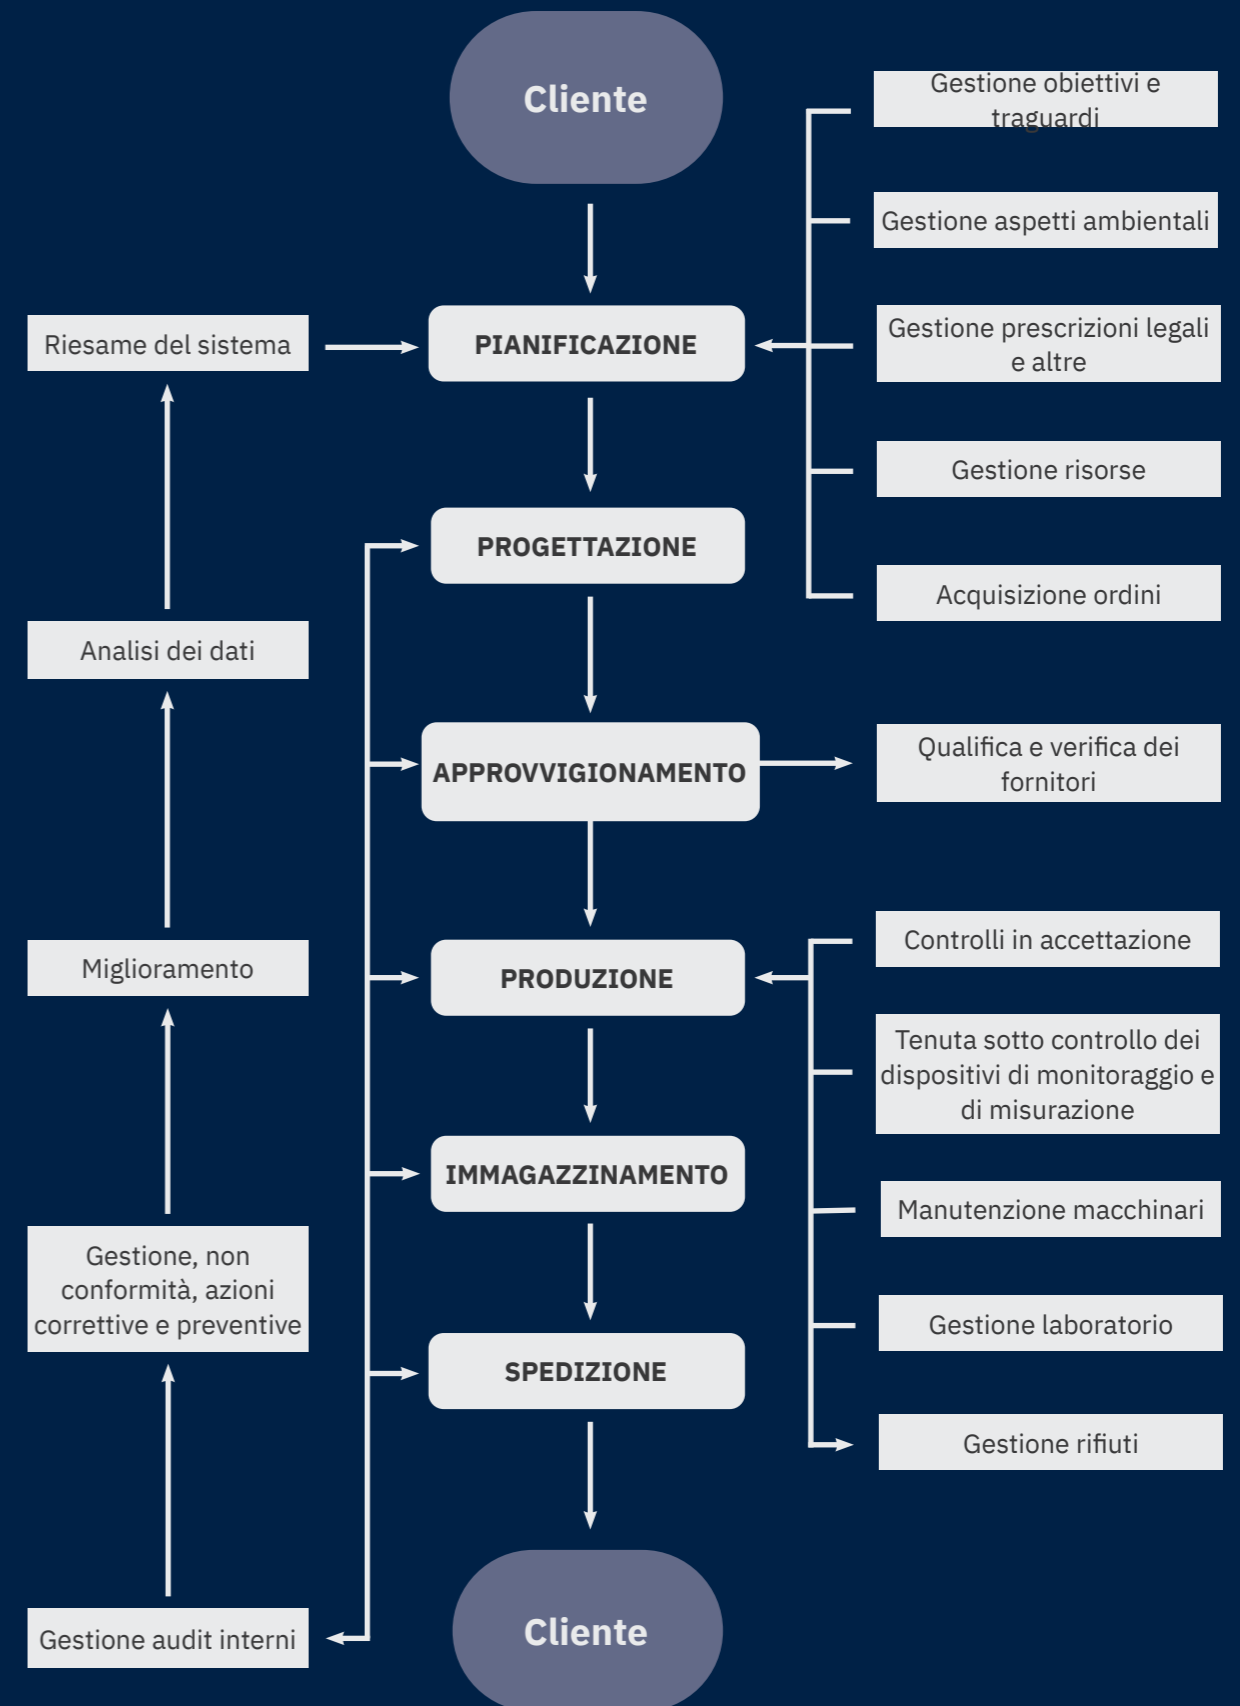 Cliente
Gestione obiettivi e
traguardi
Gestione aspetti ambientali
Riesame del sistema
PIANIFICAZIONE
Gestione prescrizioni legali
e altre
Gestione risorse
PROGETTAZIONE
Acquisizione ordini
Analisi dei dati
APPROVVIGIONAMENTO
Qualifica e verifica dei
fornitori
Controlli in accettazione
Miglioramento
PRODUZIONE
Tenuta sotto controllo dei
dispositivi di monitoraggio e
di misurazione
IMMAGAZZINAMENTO
Manutenzione macchinari
Gestione, non
conformità, azioni
correttive e preventive
Gestione laboratorio
SPEDIZIONE
Gestione rifiuti
Gestione audit interni
Cliente